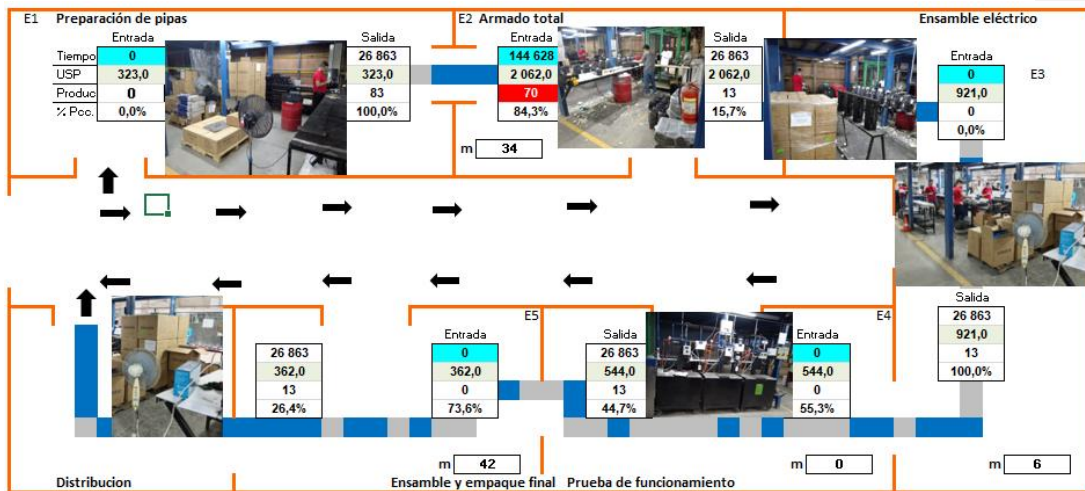 E1 Preparación de pipas
Entrada Salida
Tiempo 0 26 863
USP 323,0 323,0
Produc 0 83
% Poc. 0,0% 100,0%
E2 Armado total
Entrada Salida
144 628 26 863
2 062,0 2 062,0
70 13
84,3% 15,7%
m 34
Ensamble eléctrico
Entrada
0
921,0
0
0,0%
E3
Salida
26 863
921,0
13
100,0%
m 6
E4
Entrada
0
544,0
0
55,3%
Salida
26 863
544,0
13
44,7%
m 0
E5
Entrada
0
362,0
0
73,6%
26 863
362,0
13
26,4%
m 42
Distribucion
Ensamble y empaque final
Prueba de funcionamiento